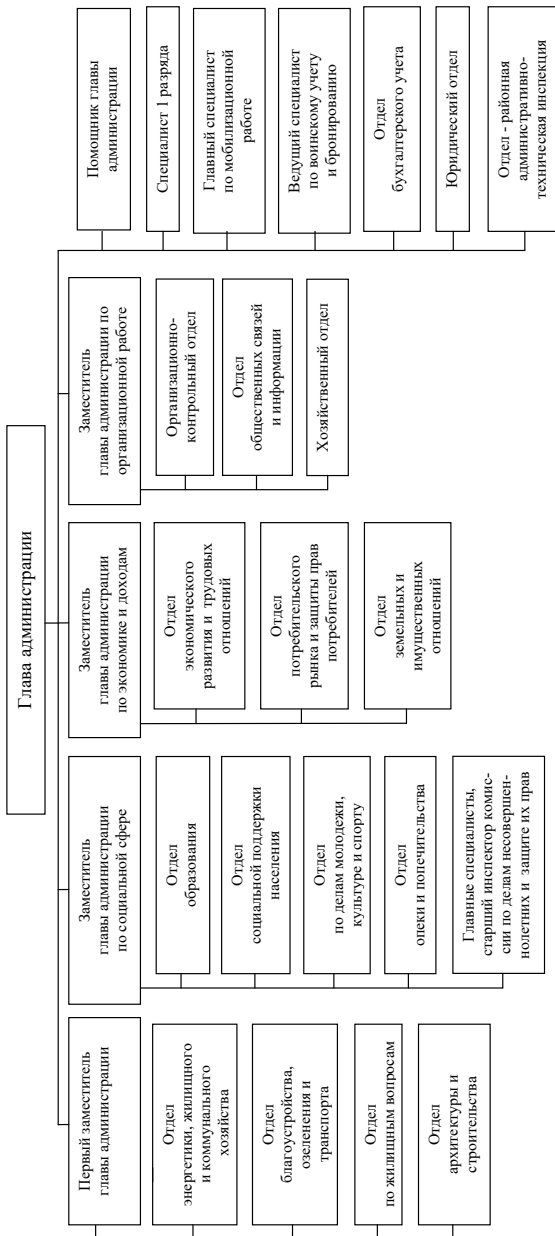 Глава администрации
Первый заместитель
главы администрации
Отдел
энергетики, жилищного
и коммунального
хозяйства
Отдел
благоустройства,
озеленения и
транспорта
Отдел
по жилищным вопросам
Отдел
архитектуры и
строительства
Заместитель
главы администрации
по социальной сфере
Отдел
образования
Отдел
социальной поддержки
населения
Отдел
по делам молодежи,
культуре и спорту
Отдел
опеки и попечительства
Главные специалисты,
старший инспектор комис-
сии по делам несовершен-
нолетних и защите их прав
Заместитель
главы администрации
по экономике и доходам
Отдел
экономического
развития и трудовых
отношений
Отдел
потребительского
рынка и защиты прав
потребителей
Отдел
земельных и
имущественных
отношений
Заместитель
главы администрации по
организационной работе
Организационно-
контрольный отдел
Отдел
общественных связей
и информации
Хозяйственный отдел
Помощник главы
администрации
Специалист 1 разряда
Главный специалист
по мобилизационной
работе
Ведущий специалист
по воинскому учету
и бронированию
Отдел
бухгалтерского учета
Юридический отдел
Отдел - районная
административно-
техническая инспекция